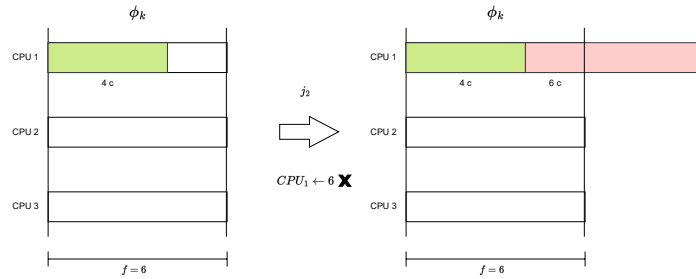 ϕ_k
CPU 1
4 c
CPU 2
CPU 3
f = 6
j_2
CPU_1 ← 6 ✘
ϕ_k
CPU 1
4 c
6 c
CPU 2
CPU 3
f = 6